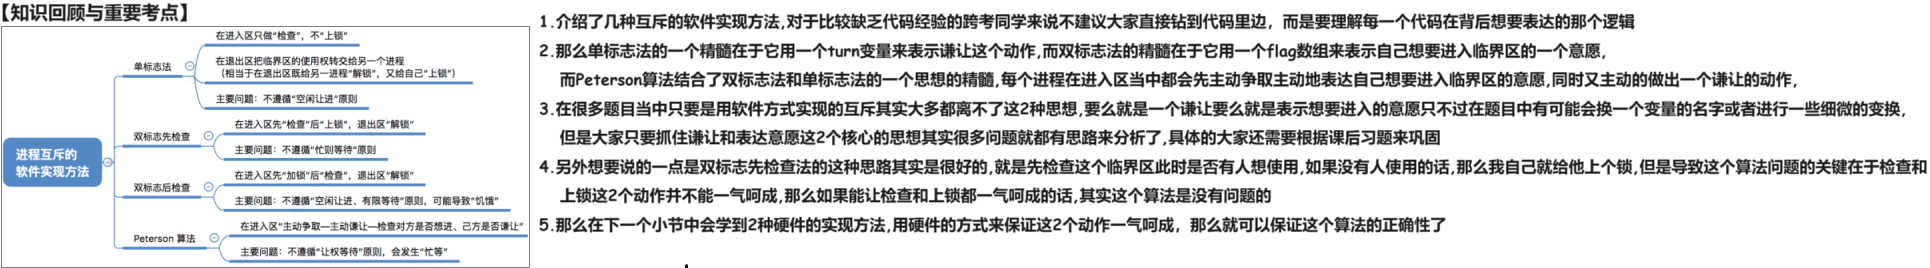 【知识回顾与重要考点】
进程互斥的
软件实现方法
单标志法
在进入区只做"检查"，不"上锁"
在退出区把临界区的使用权转交给另一个进程
（相当于在退出区既给另一进程"解锁"，又给自己"上锁"）
主要问题：不遵循"空闲让进"原则
双标志先检查
在进入区先"检查"后"上锁"，退出区"解锁"
主要问题：不遵循"忙则等待"原则
双标志后检查
在进入区先"加锁"后"检查"，退出区"解锁"
主要问题：不遵循"空闲让进、有限等待"原则，可能导致"饥饿"
Peterson 算法
在进入区"主动争取—主动谦让—检查对方是否想进、己方是否谦让"
主要问题：不遵循"让权等待"原则，会发生"忙等"
1.介绍了几种互斥的软件实现方法,对于比较缺乏代码经验的跨考同学来说不建议大家直接钻到代码里边，而是要理解每一个代码在背后想要表达的那个逻辑
2.那么单标志法的一个精髓在于它用一个turn变量来表示谦让这个动作,而双标志法的精髓在于它用一个flag数组来表示自己想要进入临界区的一个意愿,
而Peterson算法结合了双标志法和单标志法的一个思想的精髓,每个进程在进入区当中都会先主动争取主动地表达自己想要进入临界区的意愿,同时又主动的做出一个谦让的动作,
3.在很多题目当中只要是用软件方式实现的互斥其实大多都离不了这2种思想,要么就是一个谦让要么就是表示想要进入的意愿只不过在题目中有可能会换一个变量的名字或者进行一些细微的变换,
但是大家只要抓住谦让和表达意愿这2个核心的思想其实很多问题就都有思路来分析了,具体的大家还需要根据课后习题来巩固
4.另外想要说的一点是双标志先检查法的这种思路其实是很好的,就是先检查这个临界区此时是否有人想使用,如果没有人使用的话,那么我自己就给他上个锁,但是导致这个算法问题的关键在于检查和
上锁这2个动作并不能一气呵成,那么如果能让检查和上锁都一气呵成的话,其实这个算法是没有问题的
5.那么在下一个小节中会学到2种硬件的实现方法,用硬件的方式来保证这2个动作一气呵成，那么就可以保证这个算法的正确性了